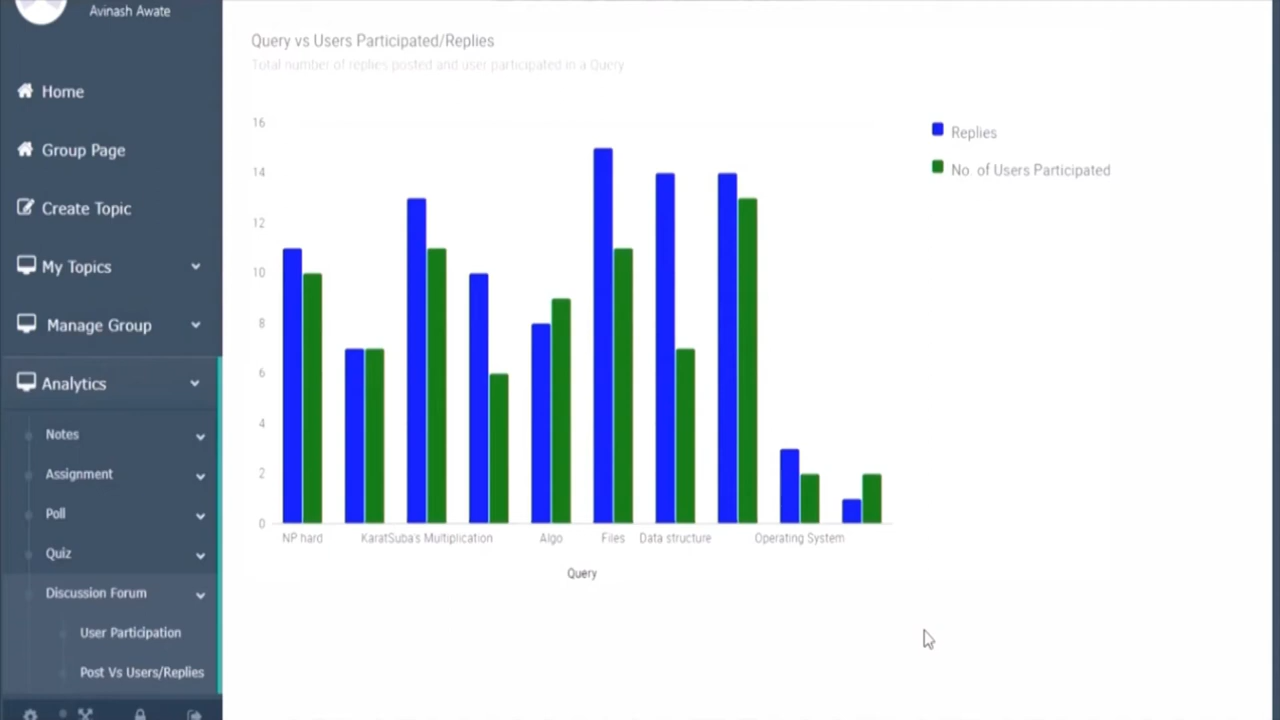 Avinash Awate
Home
Group Page
Create Topic
My Topics
Manage Group
Analytics
Notes
Assignment
Poll
Quiz
Discussion Forum
User Participation
Post Vs Users/Replies
Query vs Users Participated/Replies
Total number of replies posted and user participated in a Query
16
14
12
10
8
6
4
2
0
NP hard
KaratSuba's Multiplication
Algo
Files
Data structure
Operating System
Query
Replies
No. of Users Participated